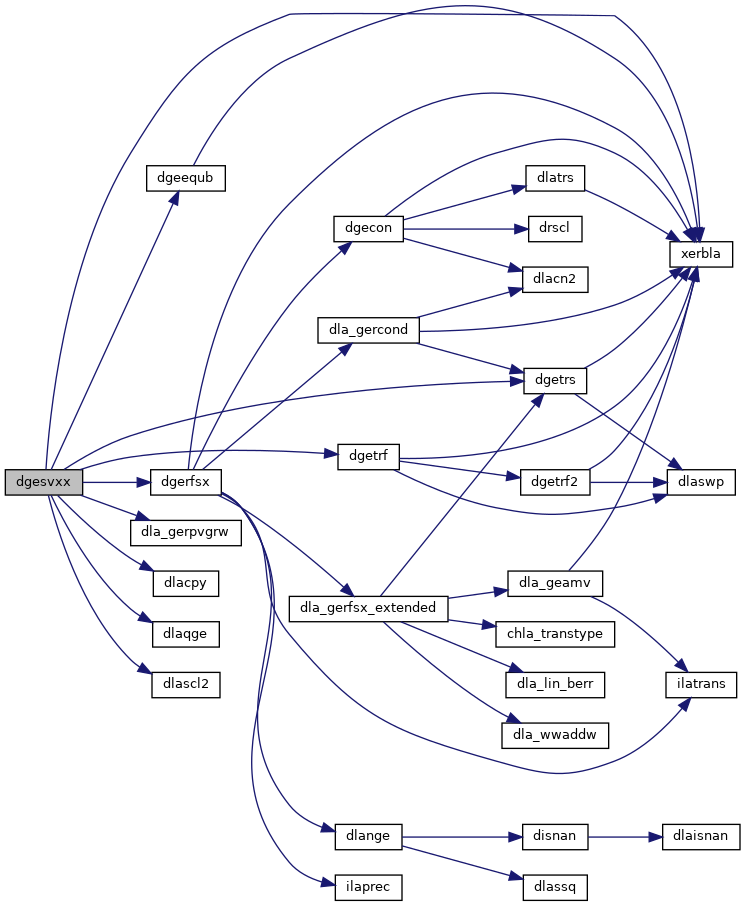 dgeequb
dlatrs
dgecon
drscl
xerbla
dlacn2
dla_gercond
dgetrs
dgetrf
dgesvxx
dgerfsx
dgetrf2
dlaswp
dla_gerpvgrw
dlacpy
dla_geamv
dla_gerfsx_extended
dlaqge
chla_transtype
dlascl2
dla_lin_berr
ilatrans
dla_wwaddw
dlange
disnan
dlaisnan
ilaprec
dlassq